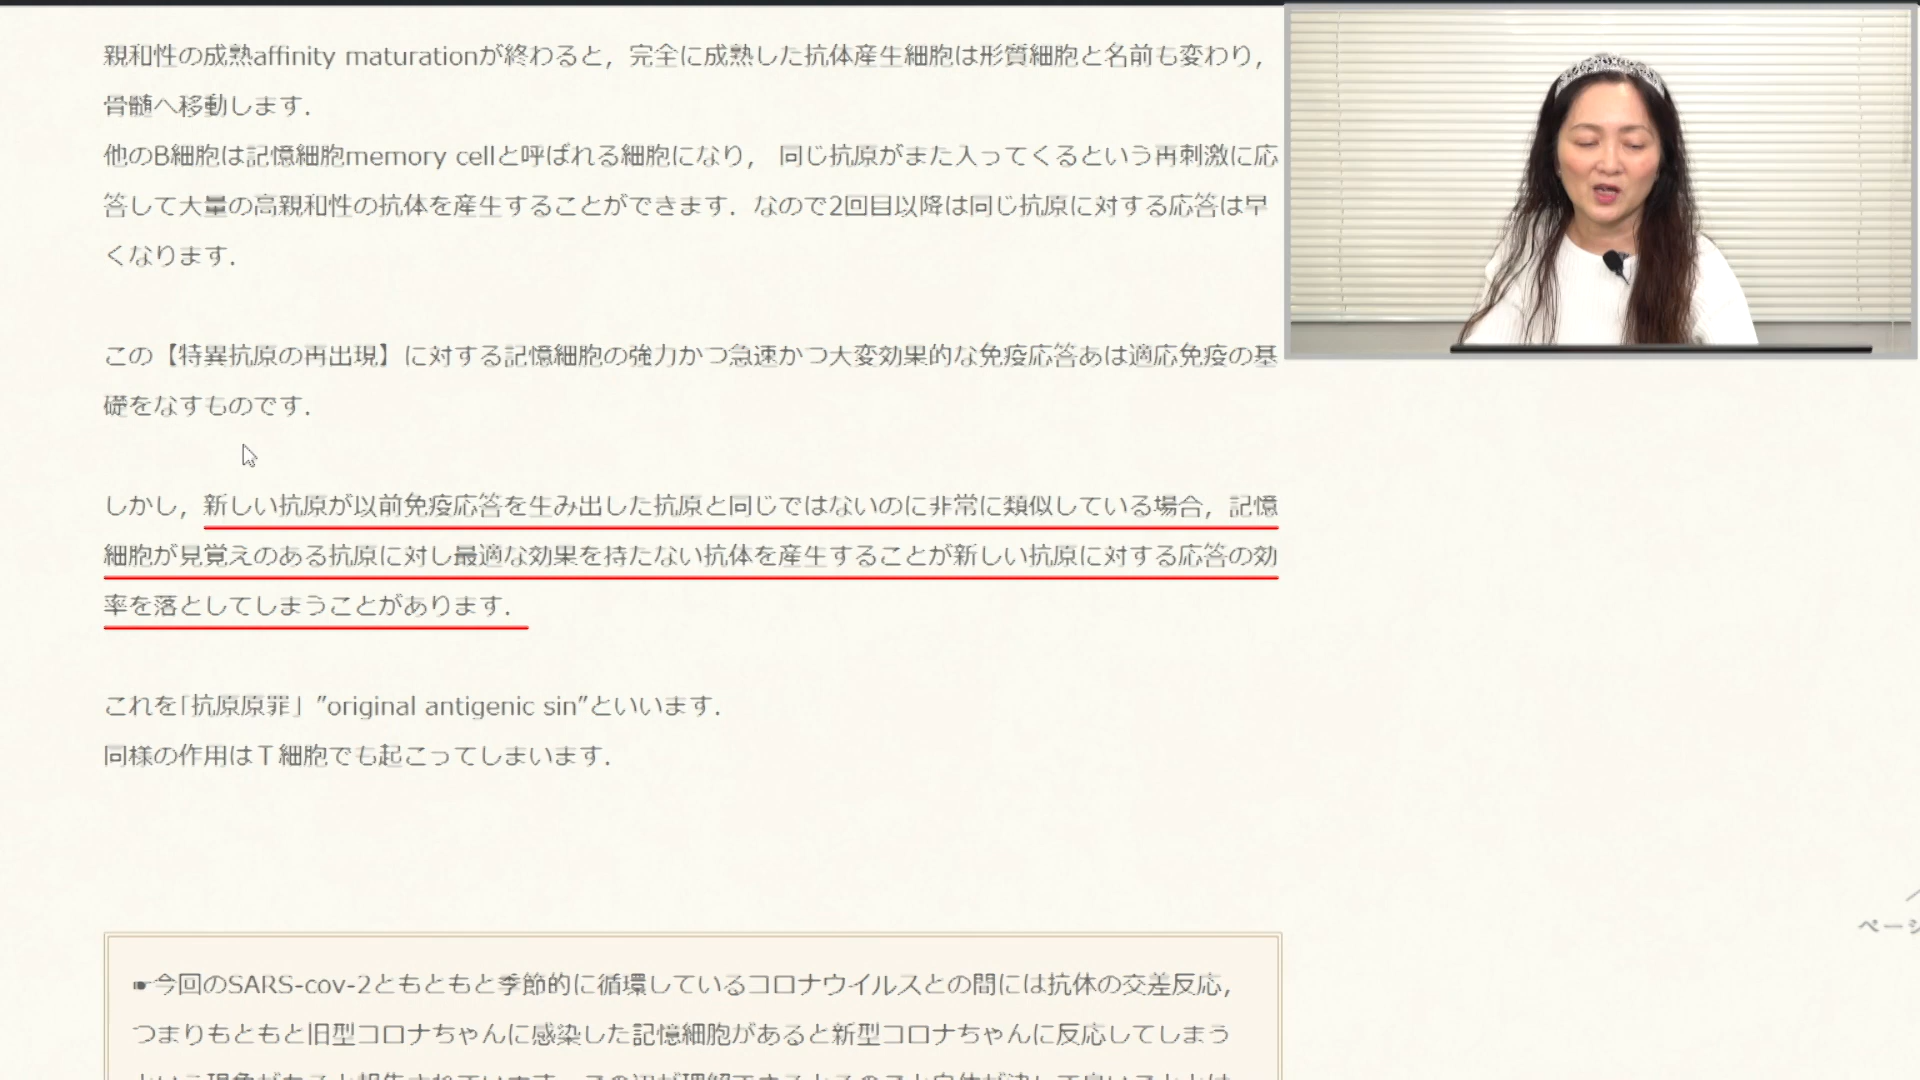 親和性の成熟affinity maturationが終わると，完全に成熟した抗体産生細胞は形質細胞と名前も変わり，
骨髄へ移動します．
他のB細胞は記憶細胞memory cellと呼ばれる細胞になり， 同じ抗原がまた入ってくるという再刺激に応
答して大量の高親和性の抗体を産生することができます．なので2回目以降は同じ抗原に対する応答は早
くなります．
この【特異抗原の再出現】に対する記憶細胞の強力かつ急速かつ大変効果的な免疫応答あは適応免疫の基
礎をなすものです．
しかし，新しい抗原が以前免疫応答を生み出した抗原と同じではないのに非常に類似している場合，記憶
細胞が見覚えのある抗原に対し最適な効果を持たない抗体を産生することが新しい抗原に対する応答の効
率を落としてしまうことがあります．
これを「抗原原罪」”original antigenic sin”といいます．
同様の作用はＴ細胞でも起こってしまいます．
ペーシ
☛今回のSARS-cov-2ともともと季節的に循環しているコロナウイルスとの間には抗体の交差反応，
つまりもともと旧型コロナちゃんに感染した記憶細胞があると新型コロナちゃんに反応してしまう